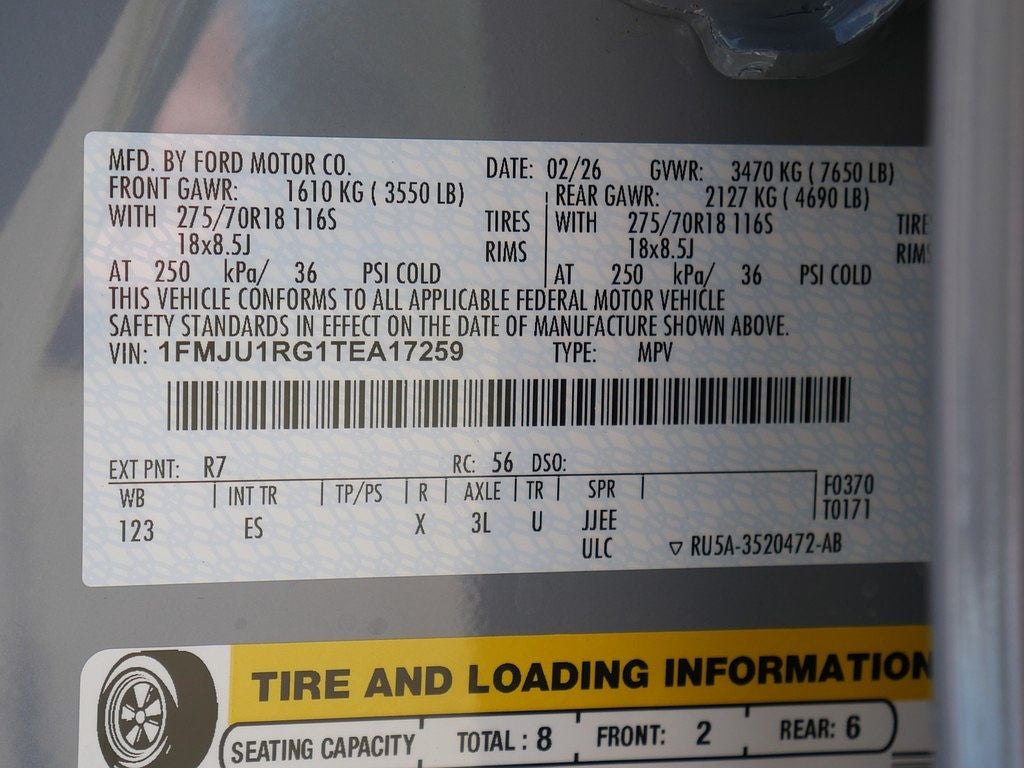 MFD. BY FORD MOTOR CO. DATE: 02/26 GVWR: 3470 KG ( 7650 LB)
FRONT GAWR: 1610 KG ( 3550 LB) REAR GAWR: 2127 KG ( 4690 LB)
WITH 275/70R18 116S TIRES WITH 275/70R18 116S TIRE
18x8.5J RIMS 18x8.5J RIMS
AT 250 kPa/ 36 PSI COLD AT 250 kPa/ 36 PSI COLD
THIS VEHICLE CONFORMS TO ALL APPLICABLE FEDERAL MOTOR VEHICLE
SAFETY STANDARDS IN EFFECT ON THE DATE OF MANUFACTURE SHOWN ABOVE.
VIN: 1FMJU1RG1TEA17259 TYPE: MPV
EXT PNT: R7 RC: 56 DSO:
WB INT TR TP/PS R AXLE TR SPR F0370
123 ES X 3L U JJEE T0171
ULC ▽ RU5A-3520472-AB
TIRE AND LOADING INFORMATION
SEATING CAPACITY TOTAL : 8 FRONT: 2 REAR: 6